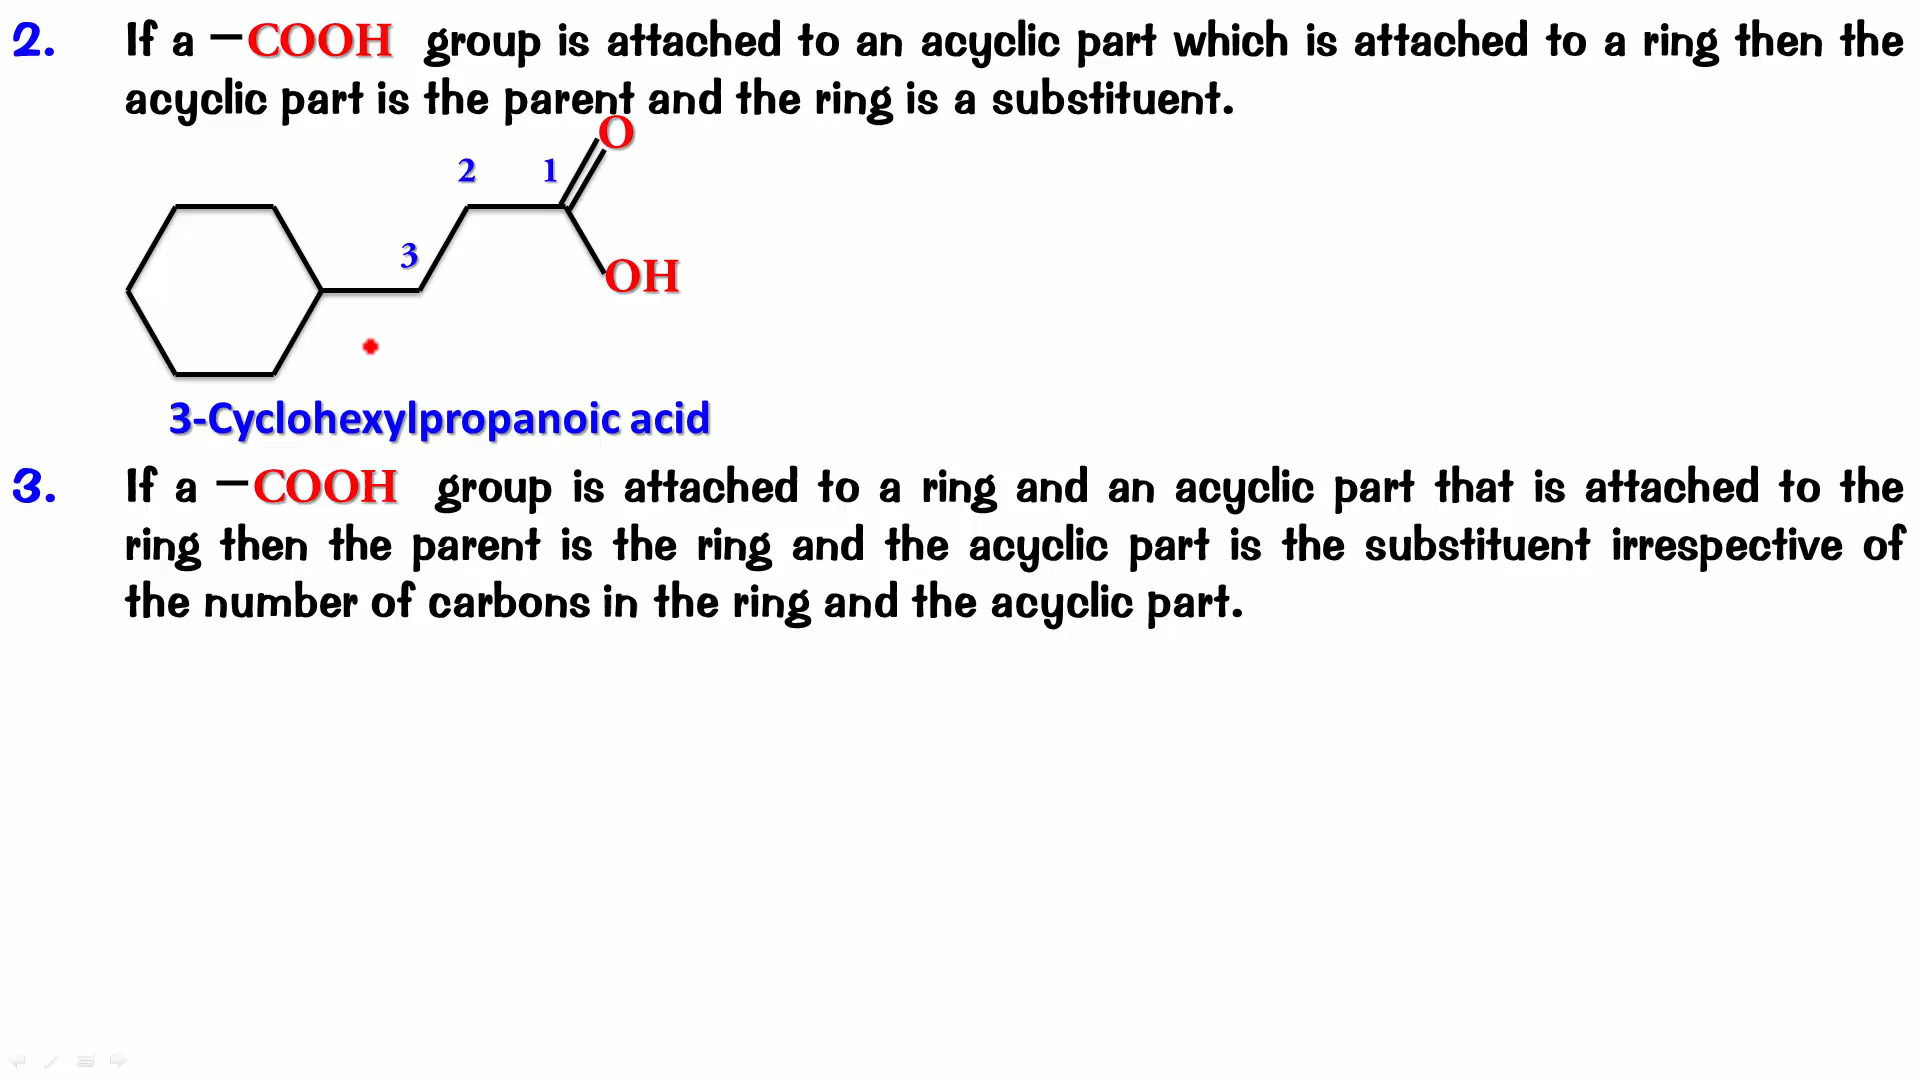 2. If a –COOH group is attached to an acyclic part which is attached to a ring then the
acyclic part is the parent and the ring is a substituent.
O
2 1
3
OH
3-Cyclohexylpropanoic acid
3. If a –COOH group is attached to a ring and an acyclic part that is attached to the
ring then the parent is the ring and the acyclic part is the substituent irrespective of
the number of carbons in the ring and the acyclic part.